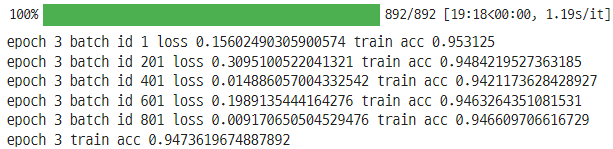 100% 892/892 [19:18<00:00, 1.19s/it]
epoch 3 batch id 1 loss 0.15602490305900574 train acc 0.953125
epoch 3 batch id 201 loss 0.3095100522041321 train acc 0.9484219527363185
epoch 3 batch id 401 loss 0.014886057004332542 train acc 0.9421173628428927
epoch 3 batch id 601 loss 0.1989135444164276 train acc 0.9463264351081531
epoch 3 batch id 801 loss 0.009170650504529476 train acc 0.946609706616729
epoch 3 train acc 0.9473619674887892